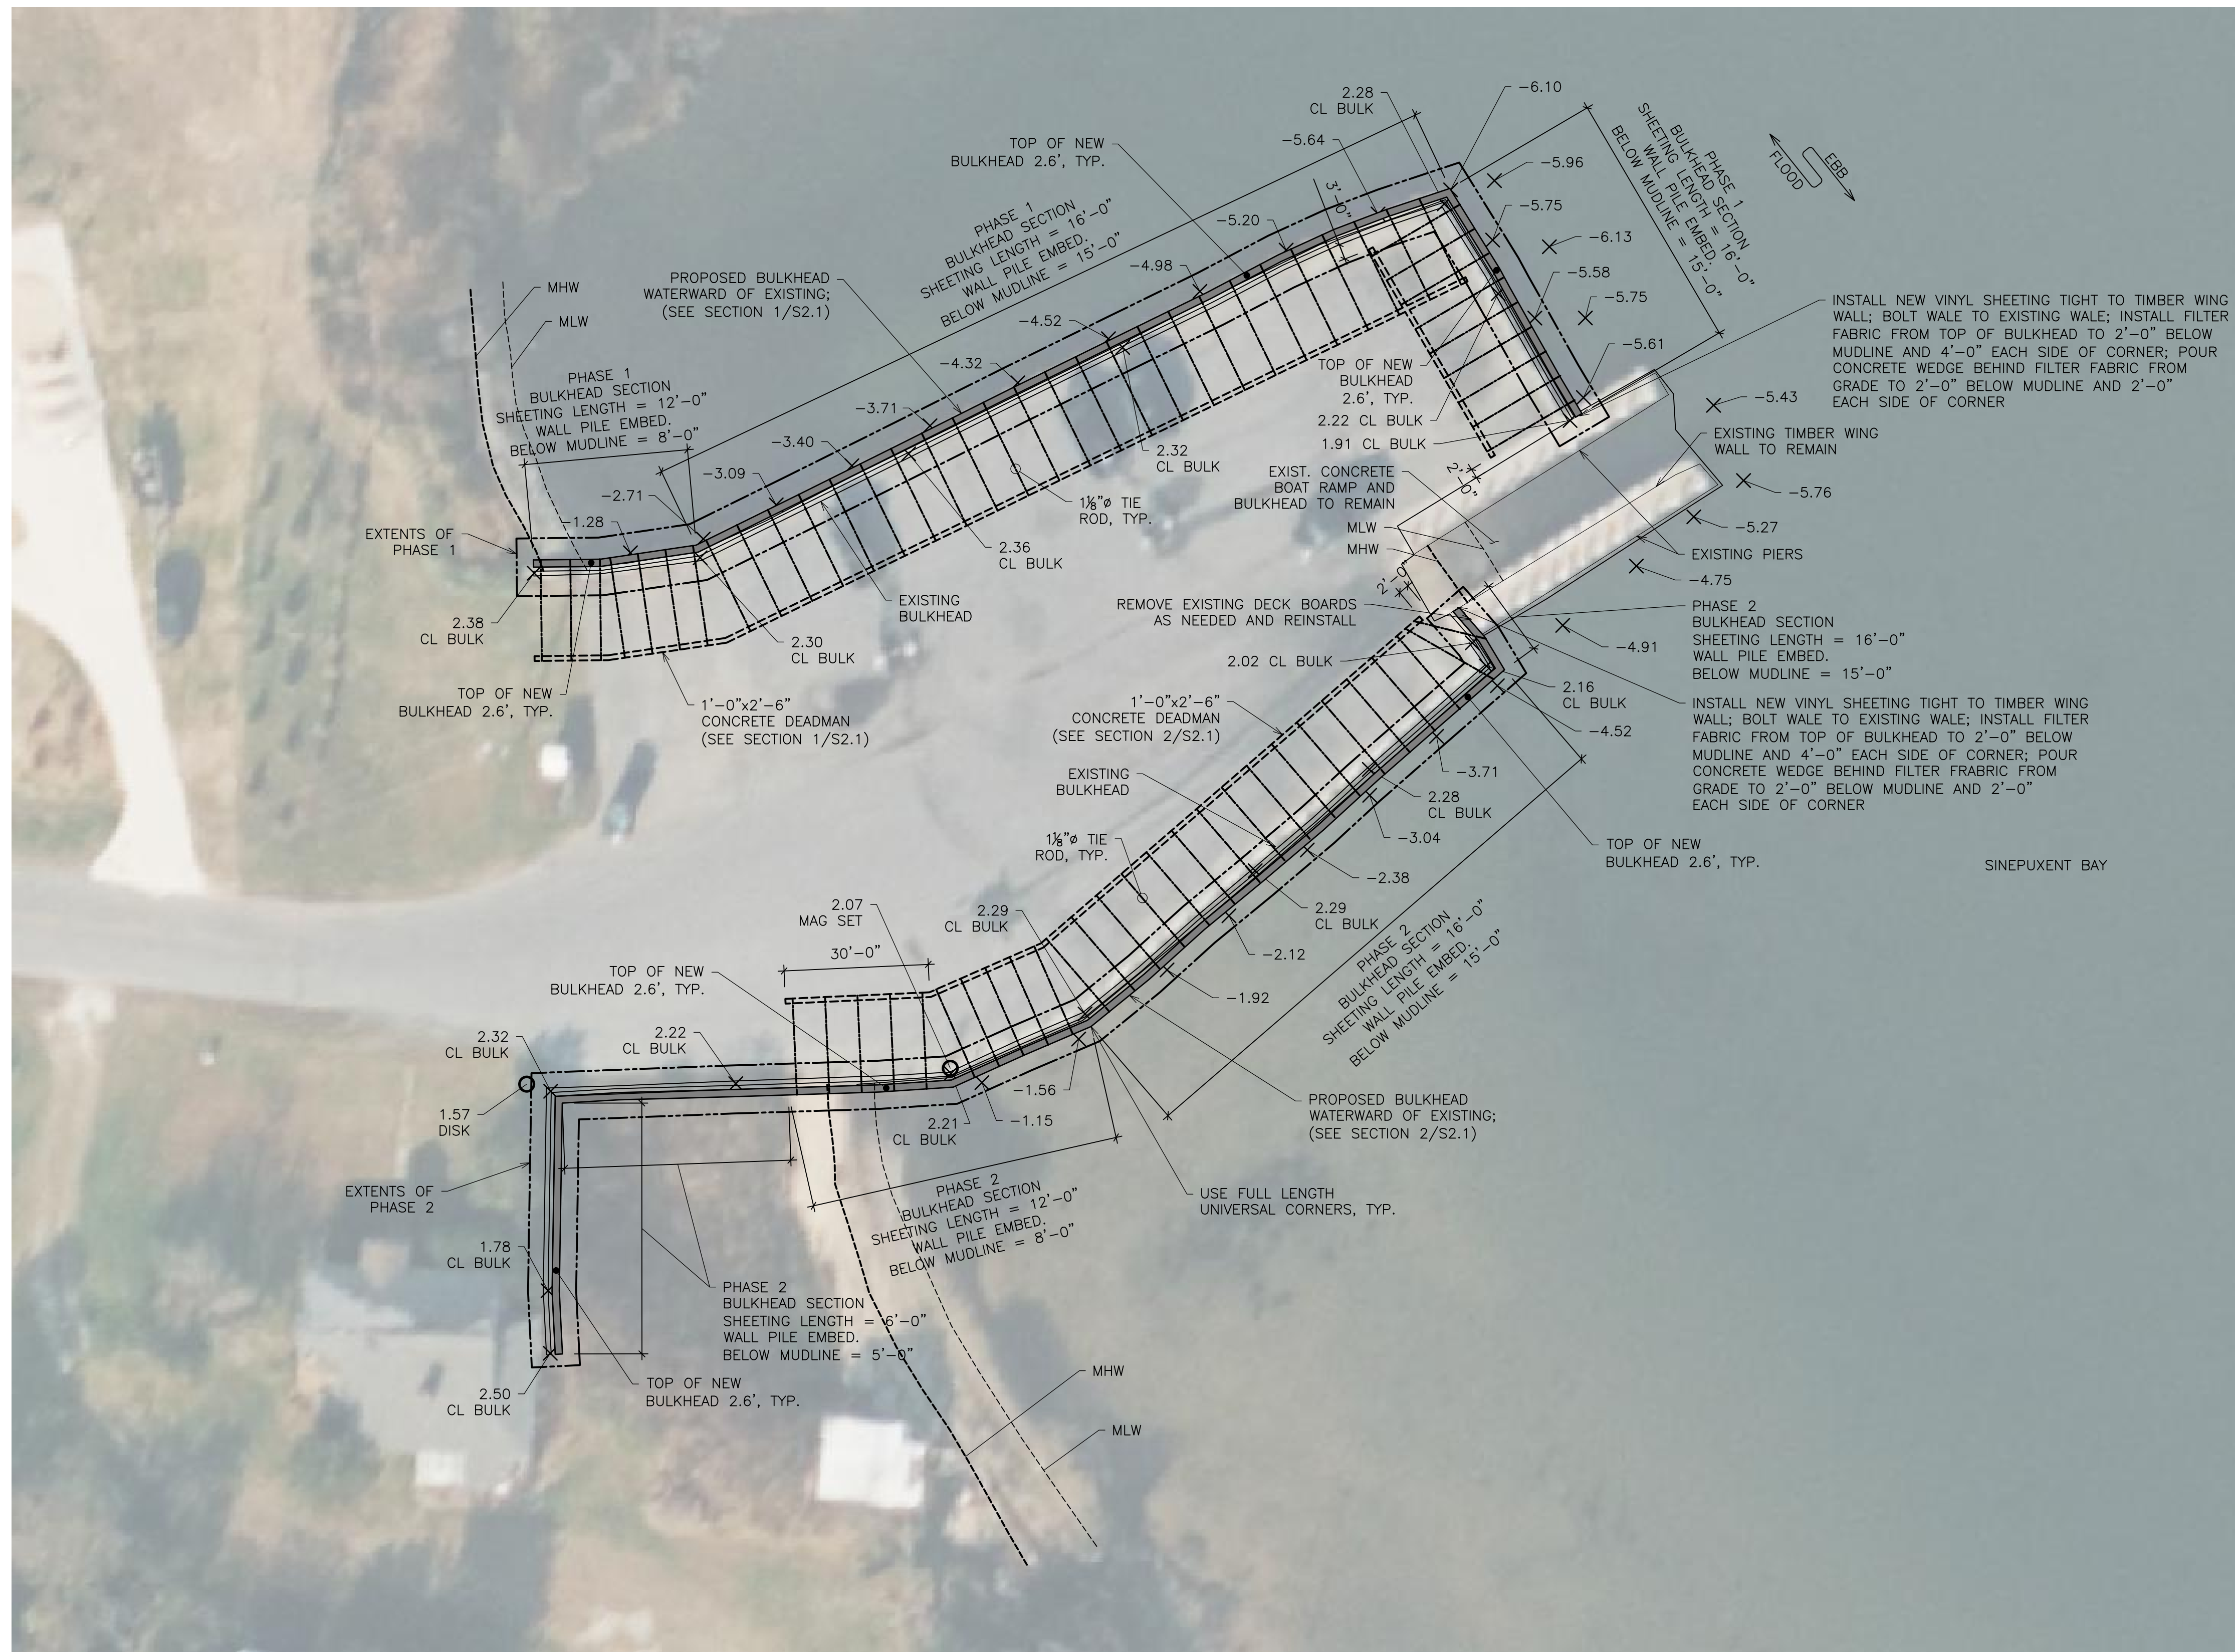 2.28
CL BULK
−6.10
−5.64
TOP OF NEW
BULKHEAD 2.6', TYP.
−5.96
PHASE 1
BULKHEAD SECTION
SHEETING LENGTH = 16'−0"
WALL PILE EMBED.
BELOW MUDLINE = 15'−0"
FLOOD
EBB
3'−0"
−5.75
−5.20
PHASE 1
BULKHEAD SECTION
SHEETING LENGTH = 16'−0"
WALL PILE EMBED.
BELOW MUDLINE = 15'−0"
−6.13
−4.98
−5.58
PROPOSED BULKHEAD
WATERWARD OF EXISTING;
(SEE SECTION 1/S2.1)
MHW
MLW
−5.75
−4.52
INSTALL NEW VINYL SHEETING TIGHT TO TIMBER WING
WALL; BOLT WALE TO EXISTING WALE; INSTALL FILTER
FABRIC FROM TOP OF BULKHEAD TO 2'−0" BELOW
MUDLINE AND 4'−0" EACH SIDE OF CORNER; POUR
CONCRETE WEDGE BEHIND FILTER FABRIC FROM
GRADE TO 2'−0" BELOW MUDLINE AND 2'−0"
EACH SIDE OF CORNER
−5.61
−4.32
TOP OF NEW
BULKHEAD
2.6', TYP.
PHASE 1
BULKHEAD SECTION
SHEETING LENGTH = 12'−0"
WALL PILE EMBED.
BELOW MUDLINE = 8'−0"
−3.71
2.22 CL BULK
−5.43
−3.40
1.91 CL BULK
EXISTING TIMBER WING
WALL TO REMAIN
2.32
CL BULK
−3.09
EXIST. CONCRETE
BOAT RAMP AND
BULKHEAD TO REMAIN
2'−0"
−5.76
−2.71
1⅛"ø TIE
ROD, TYP.
−1.28
MLW
−5.27
EXTENTS OF
PHASE 1
2.36
CL BULK
MHW
EXISTING PIERS
2'−0"
−4.75
EXISTING
BULKHEAD
REMOVE EXISTING DECK BOARDS
AS NEEDED AND REINSTALL
PHASE 2
BULKHEAD SECTION
SHEETING LENGTH = 16'−0"
WALL PILE EMBED.
BELOW MUDLINE = 15'−0"
2.38
CL BULK
2.30
CL BULK
−4.91
2.02 CL BULK
TOP OF NEW
BULKHEAD 2.6', TYP.
1'−0"x2'−6"
CONCRETE DEADMAN
(SEE SECTION 1/S2.1)
1'−0"x2'−6"
CONCRETE DEADMAN
(SEE SECTION 2/S2.1)
2.16
CL BULK
−4.52
INSTALL NEW VINYL SHEETING TIGHT TO TIMBER WING
WALL; BOLT WALE TO EXISTING WALE; INSTALL FILTER
FABRIC FROM TOP OF BULKHEAD TO 2'−0" BELOW
MUDLINE AND 4'−0" EACH SIDE OF CORNER; POUR
CONCRETE WEDGE BEHIND FILTER FRABRIC FROM
GRADE TO 2'−0" BELOW MUDLINE AND 2'−0"
EACH SIDE OF CORNER
EXISTING
BULKHEAD
−3.71
2.28
CL BULK
−3.04
1⅛"ø TIE
ROD, TYP.
TOP OF NEW
BULKHEAD 2.6', TYP.
SINEPUXENT BAY
−2.38
2.07
MAG SET
2.29
CL BULK
2.29
CL BULK
PHASE 2
BULKHEAD SECTION
SHEETING LENGTH = 16'−0"
WALL PILE EMBED.
BELOW MUDLINE = 15'−0"
30'−0"
−2.12
TOP OF NEW
BULKHEAD 2.6', TYP.
−1.92
2.32
CL BULK
2.22
CL BULK
−1.56
1.57
DISK
−1.15
2.21
CL BULK
PROPOSED BULKHEAD
WATERWARD OF EXISTING;
(SEE SECTION 2/S2.1)
EXTENTS OF
PHASE 2
PHASE 2
BULKHEAD SECTION
SHEETING LENGTH = 12'−0"
WALL PILE EMBED.
BELOW MUDLINE = 8'−0"
USE FULL LENGTH
UNIVERSAL CORNERS, TYP.
1.78
CL BULK
PHASE 2
BULKHEAD SECTION
SHEETING LENGTH = 6'−0"
WALL PILE EMBED.
BELOW MUDLINE = 5'−0"
MHW
2.50
CL BULK
TOP OF NEW
BULKHEAD 2.6', TYP.
MLW